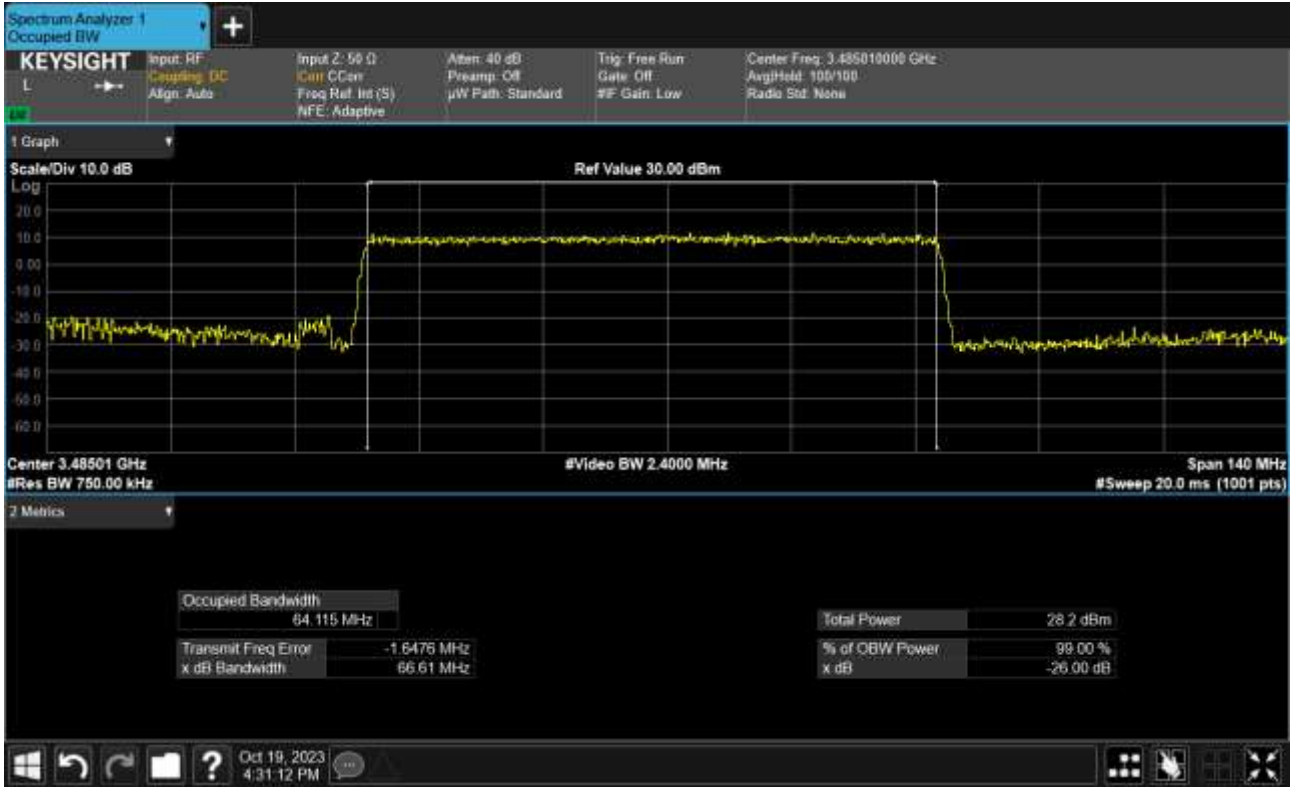 Spectrum Analyzer 1
Occupied BW
KEYSIGHT
L
Input: RF
Coupling: DC
Align: Auto
Input Z: 50 Ω
Corr CCorr
Freq Ref: Int (S)
NFE: Adaptive
Atten: 40 dB
Preamp: Off
µW Path: Standard
Trig: Free Run
Gate: Off
#IF Gain: Low
Center Freq: 3.485010000 GHz
Avg|Hold: 100/100
Radio Std: None
1 Graph
Scale/Div 10.0 dB
Ref Value 30.00 dBm
Log
20.0
10.0
0.00
-10.0
-20.0
-30.0
-40.0
-50.0
-60.0
Center 3.48501 GHz
#Video BW 2.4000 MHz
Span 140 MHz
#Res BW 750.00 kHz
#Sweep 20.0 ms (1001 pts)
2 Metrics
Occupied Bandwidth
64.115 MHz
Total Power 28.2 dBm
Transmit Freq Error -1.6476 MHz
% of OBW Power 99.00 %
x dB Bandwidth 66.61 MHz
x dB -26.00 dB
?
Oct 19, 2023
4:31:12 PM